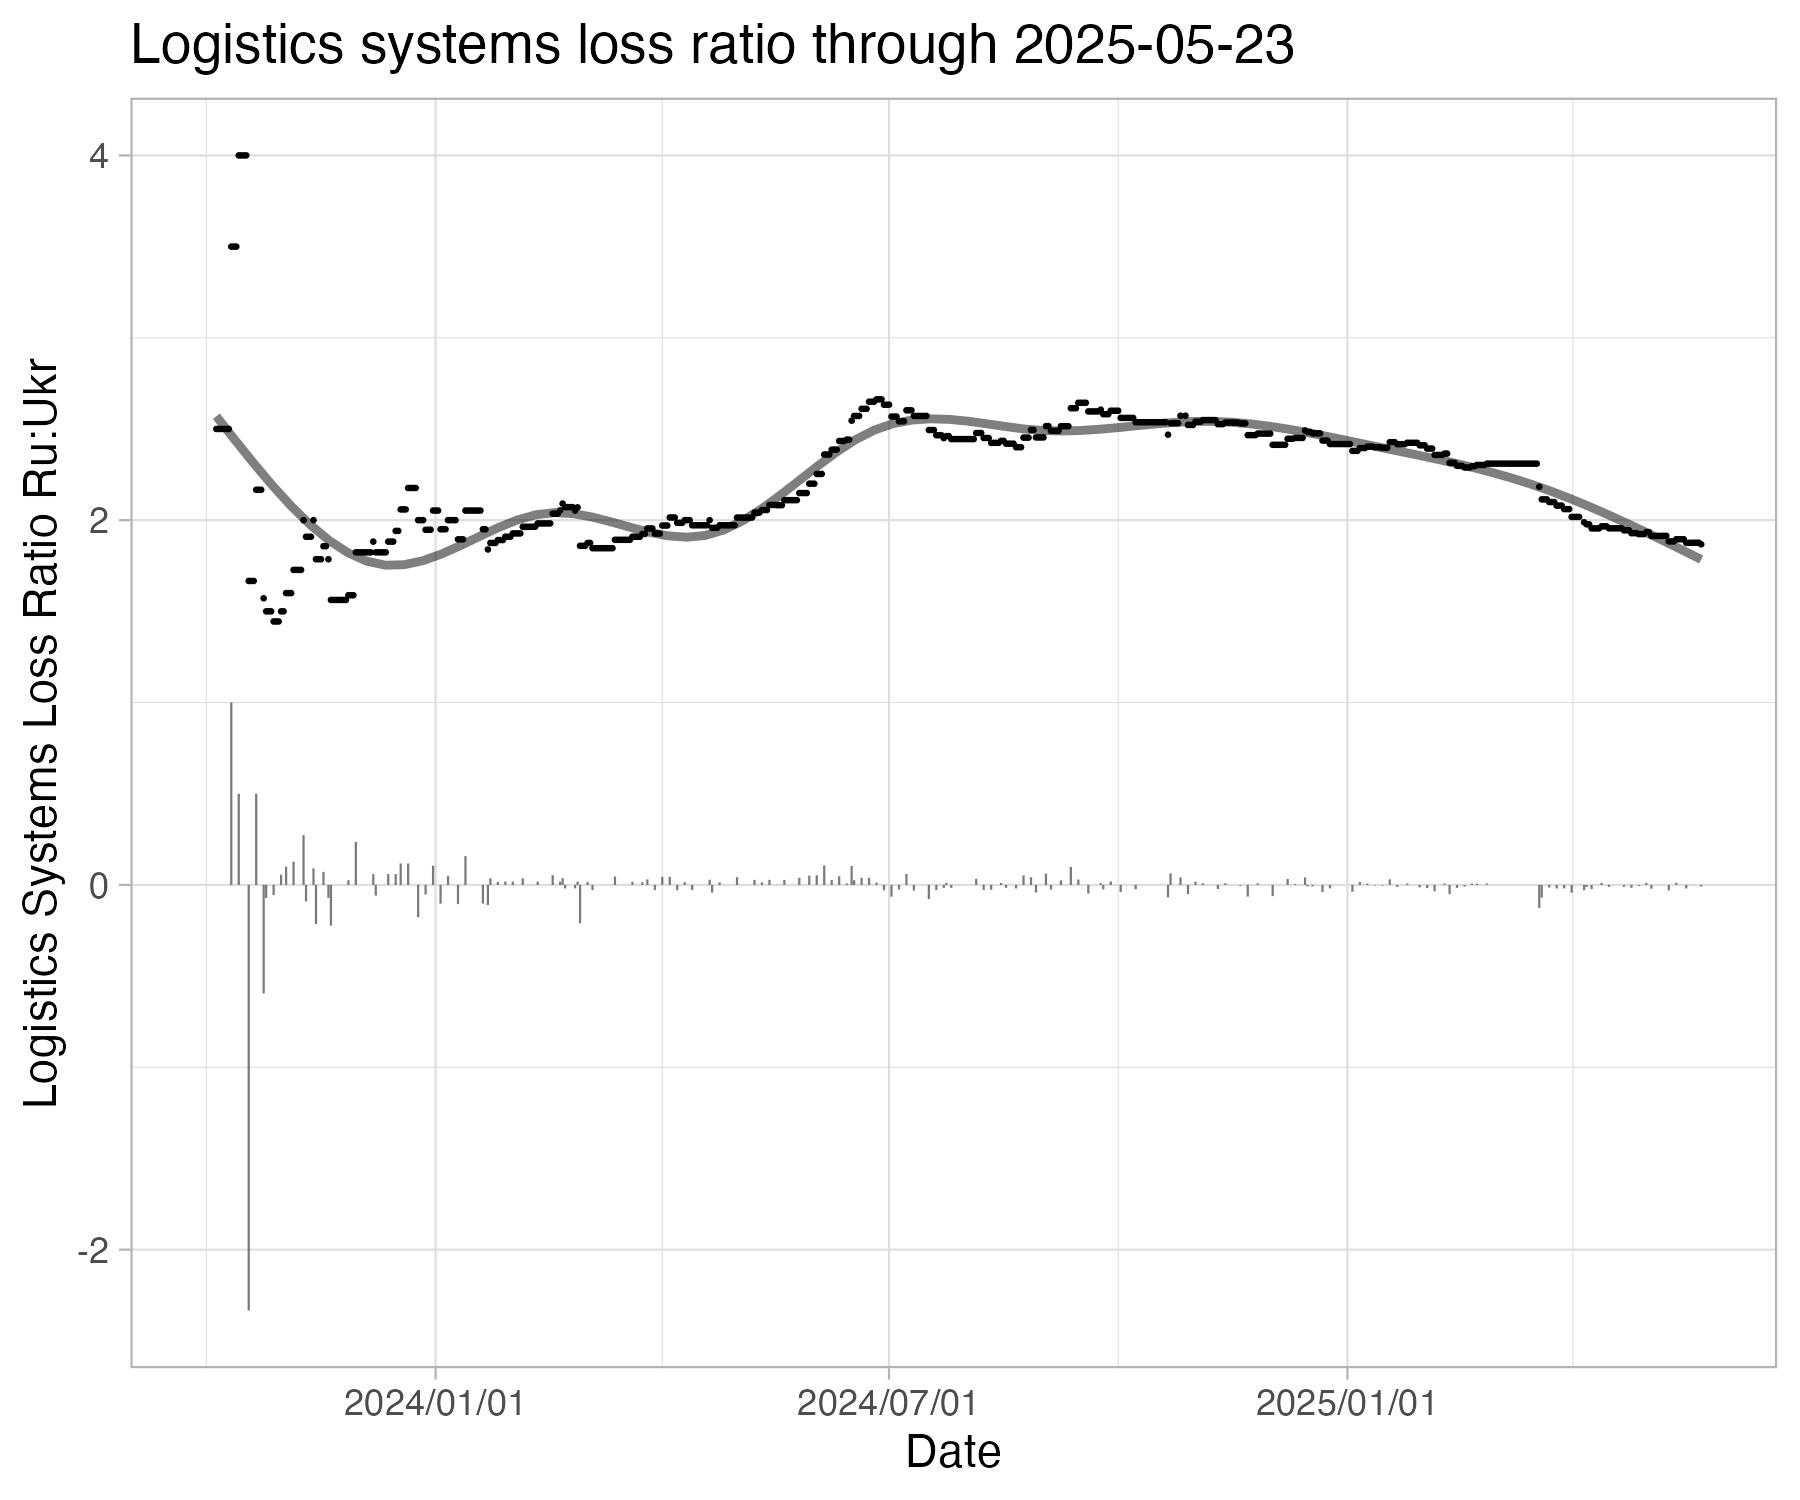 Logistics systems loss ratio through 2025-05-23
Logistics Systems Loss Ratio Ru:Ukr
4
2
0
-2
2024/01/01
2024/07/01
2025/01/01
Date